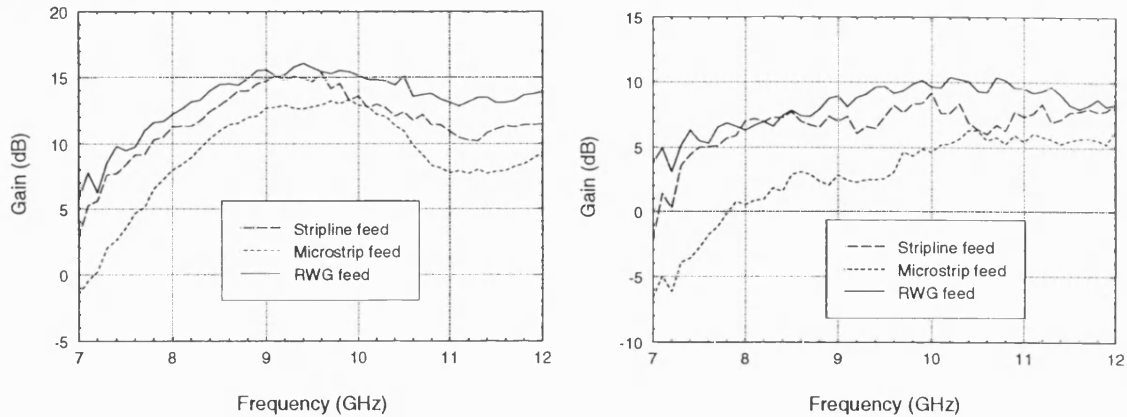 20
15
10
5
0
-5
Gain (dB)
Stripline feed
Microstrip feed
RWG feed
7 8 9 10 11 12
Frequency (GHz)
15
10
5
0
-5
-10
Gain (dB)
Stripline feed
Microstrip feed
RWG feed
7 8 9 10 11 12
Frequency (GHz)